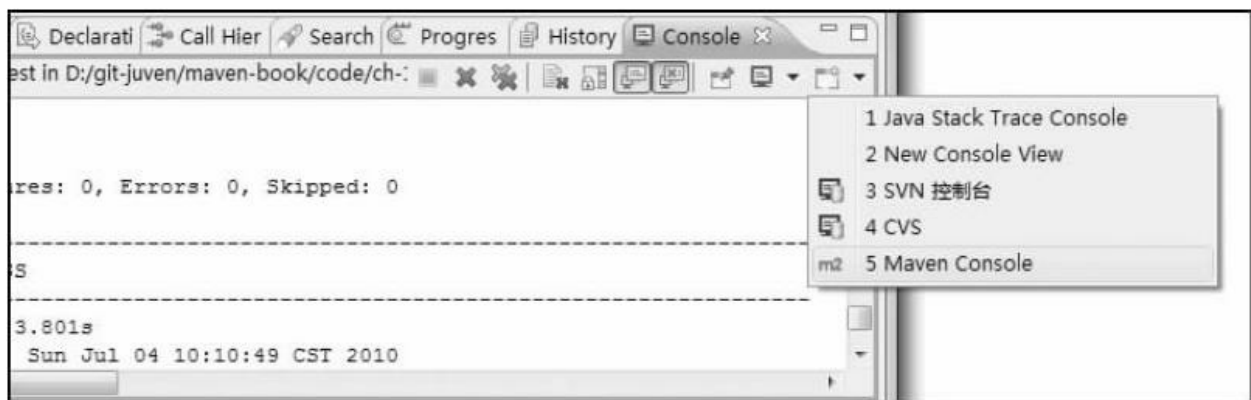 Declarati Call Hier Search Progres History Console
est in D:/git-juven/maven-book/code/ch-
1 Java Stack Trace Console
2 New Console View
3 SVN 控制台
4 CVS
m2 5 Maven Console
res: 0, Errors: 0, Skipped: 0
SS
3.801s
Sun Jul 04 10:10:49 CST 2010